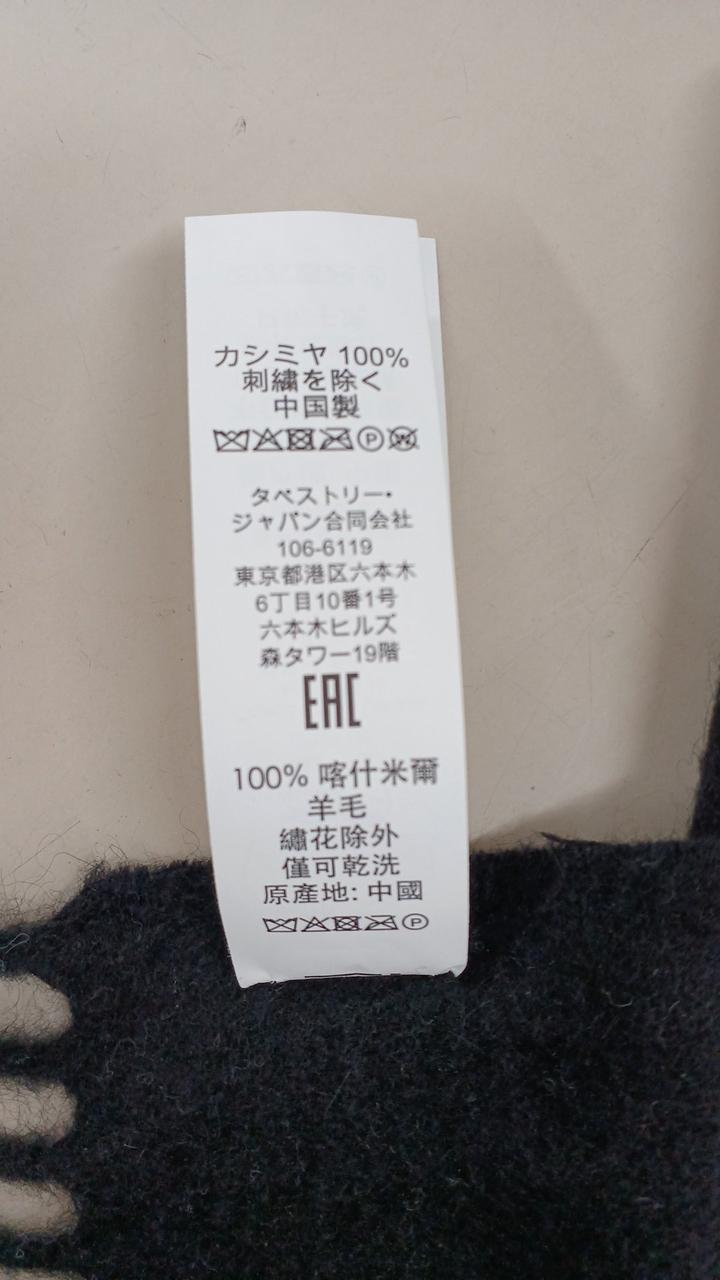 カシミヤ 100%
刺繍を除く
中国製
P W
タペストリー・
ジャパン合同会社
106-6119
東京都港区六本木
6丁目10番1号
六本木ヒルズ
森タワー19階
EAC
100% 喀什米爾
羊毛
繡花除外
僅可乾洗
原產地: 中國
P